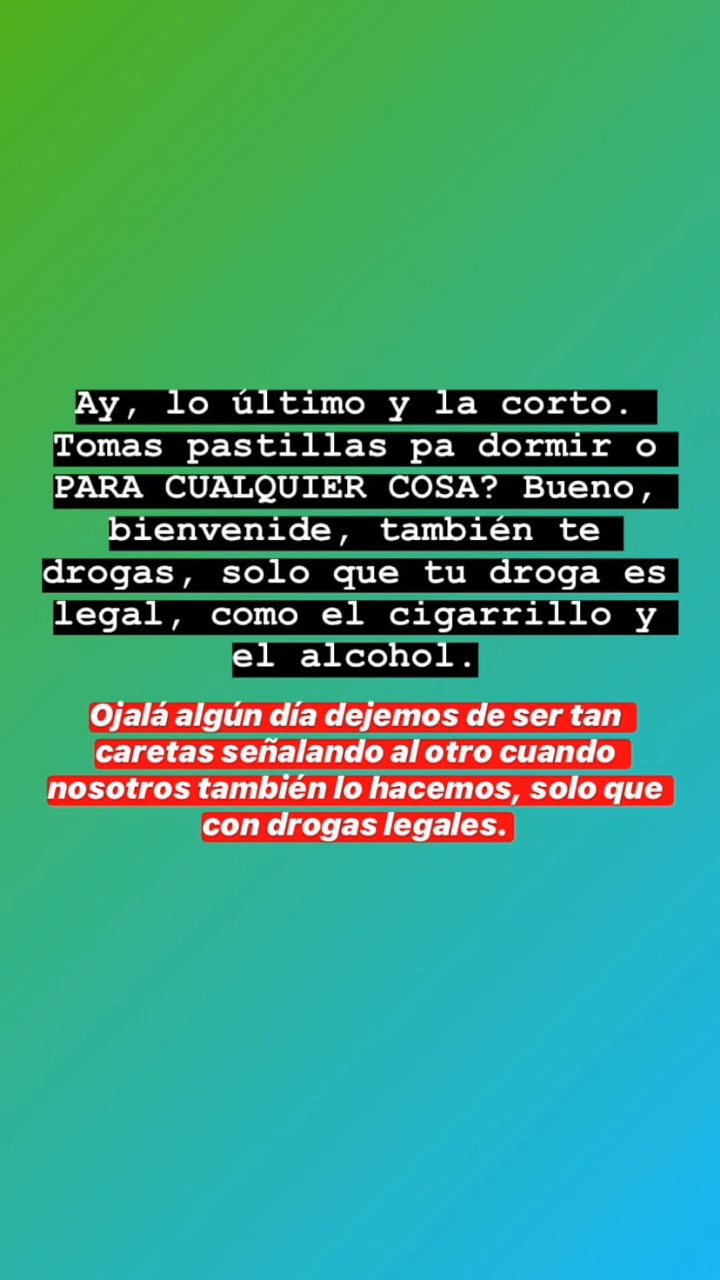 Ay, lo último y la corto.
Tomas pastillas pa dormir o
PARA CUALQUIER COSA? Bueno,
bienvenide, también te
drogas, solo que tu droga es
legal, como el cigarrillo y
el alcohol.
Ojalá algún día dejemos de ser tan
caretas señalando al otro cuando
nosotros también lo hacemos, solo que
con drogas legales.